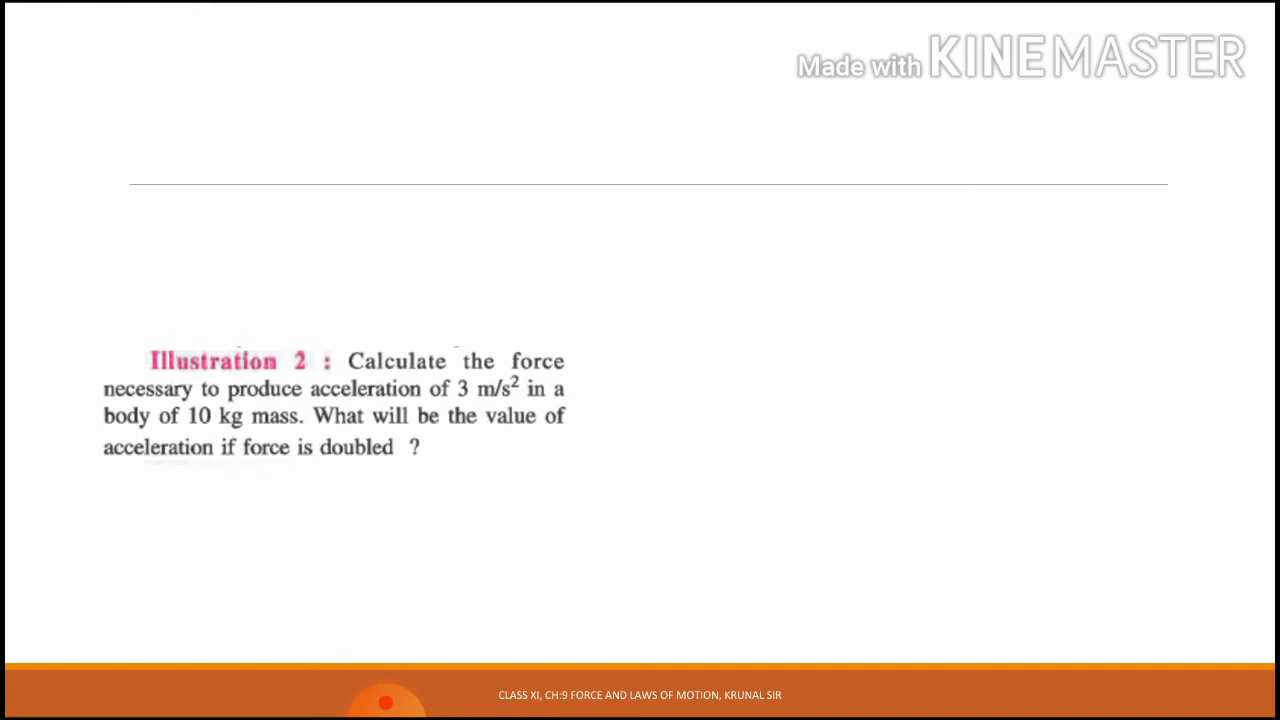 Made with KINEMASTER
Illustration 2 : Calculate the force
necessary to produce acceleration of 3 m/s² in a
body of 10 kg mass. What will be the value of
acceleration if force is doubled ?
CLASS XI, CH:9 FORCE AND LAWS OF MOTION, KRUNAL SIR